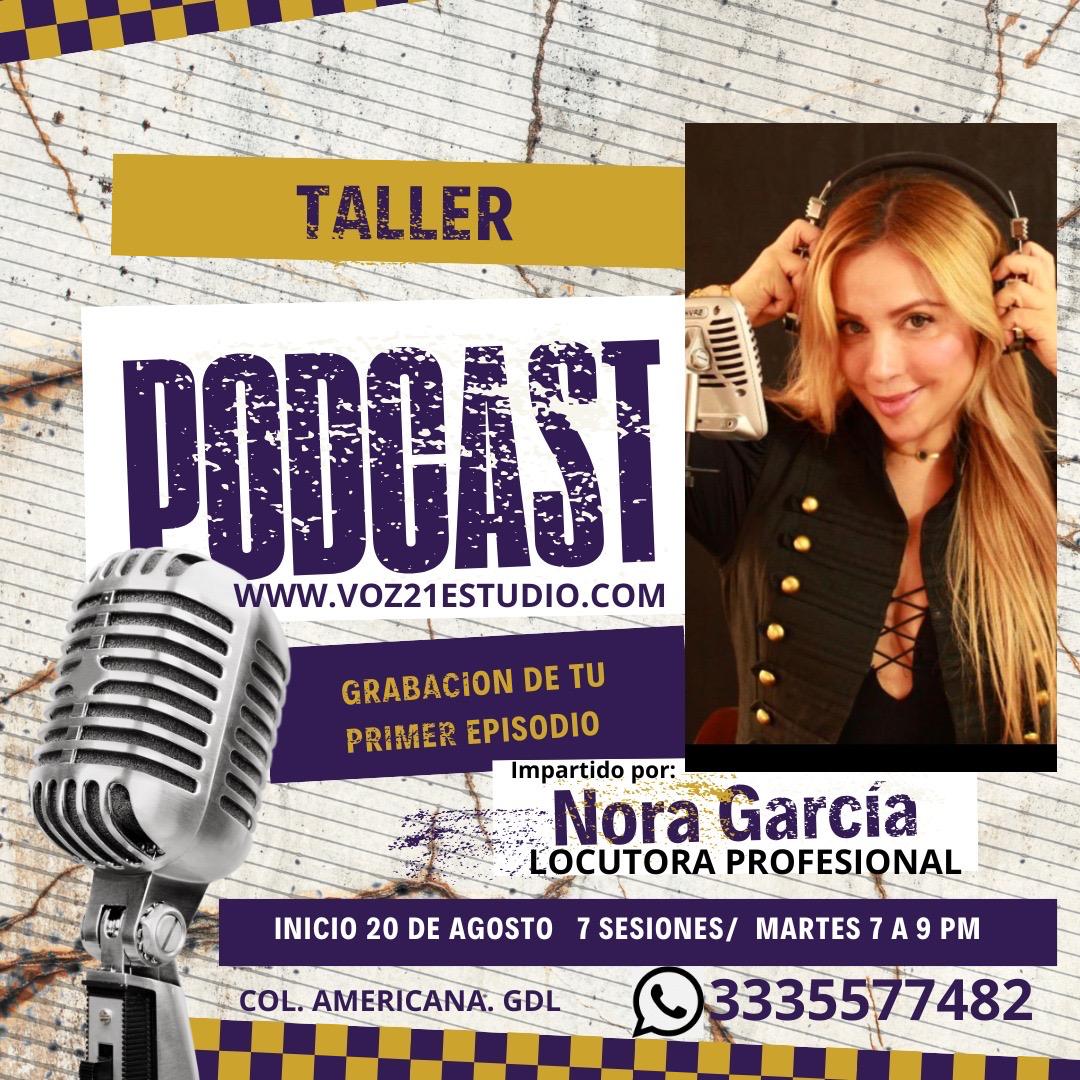 TALLER
PODCAST
WWW.VOZ21ESTUDIO.COM
GRABACION DE TU
PRIMER EPISODIO
Impartido por:
Nora García
LOCUTORA PROFESIONAL
INICIO 20 DE AGOSTO 7 SESIONES/ MARTES 7 A 9 PM
COL. AMERICANA. GDL
3335577482